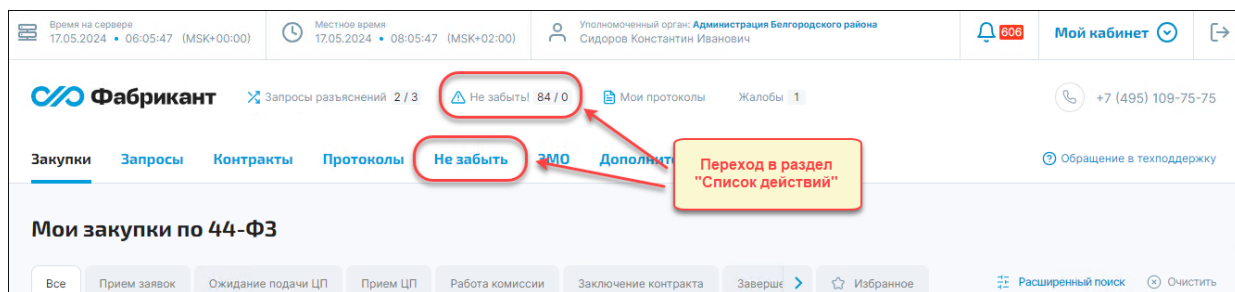 Время на сервере
17.05.2024 • 06:05:47 (MSK+00:00)
Местное время
17.05.2024 • 08:05:47 (MSK+02:00)
Уполномоченный орган: Администрация Белгородского района
Сидоров Константин Иванович
606
Мой кабинет
Фабрикант
Запросы разъяснений 2 / 3
Не забыть! 84 / 0
Мои протоколы
Жалобы 1
+7 (495) 109-75-75
Закупки Запросы Контракты Протоколы Не забыть ЗМО Дополнит
Обращение в техподдержку
Переход в раздел
"Список действий"
Мои закупки по 44-ФЗ
Все Прием заявок Ожидание подачи ЦП Прием ЦП Работа комиссии Заключение контракта Заверше Избранное
Расширенный поиск Очистить